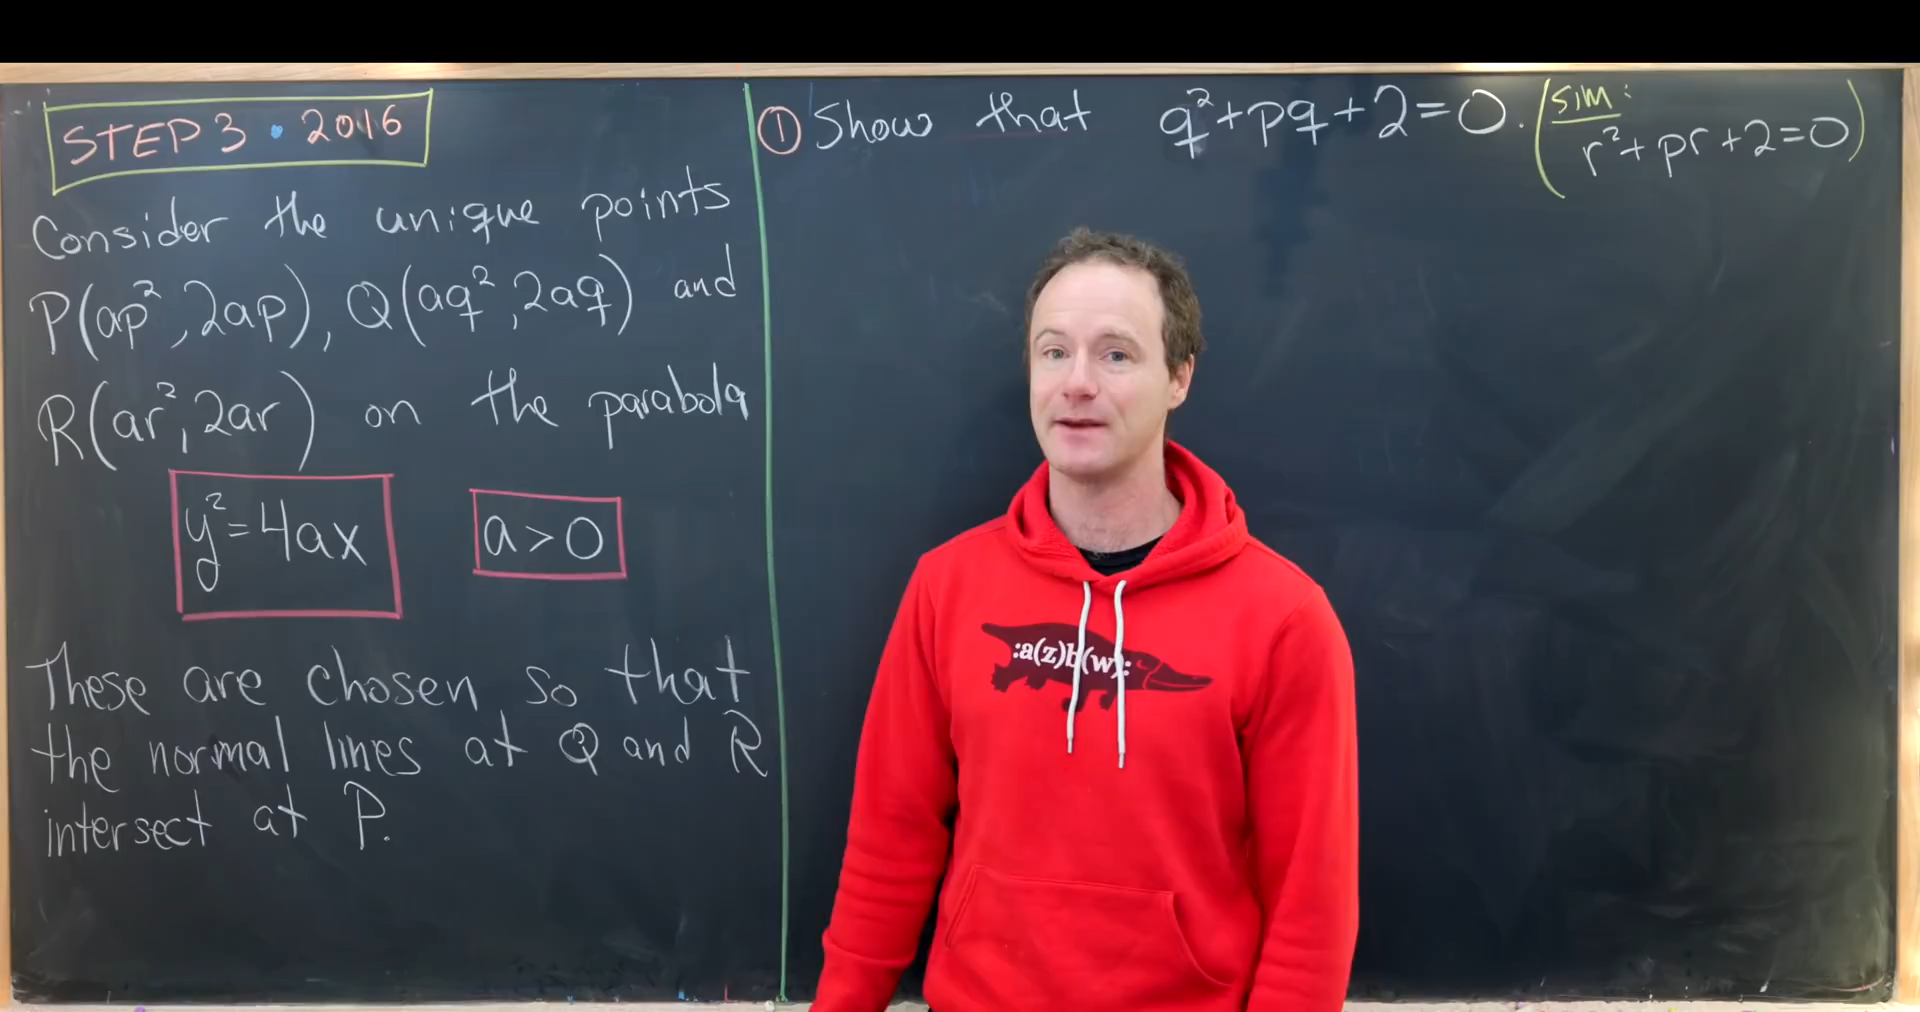 STEP 3 • 2016
Consider the unique points
P(ap², 2ap), Q(aq², 2aq) and
R(ar², 2ar) on the parabola
y² = 4ax
a > 0
These are chosen so that
the normal lines at Q and R
intersect at P.
① Show that q² + pq + 2 = 0.
(sim:
r² + pr + 2 = 0)
:a(z)b(w):